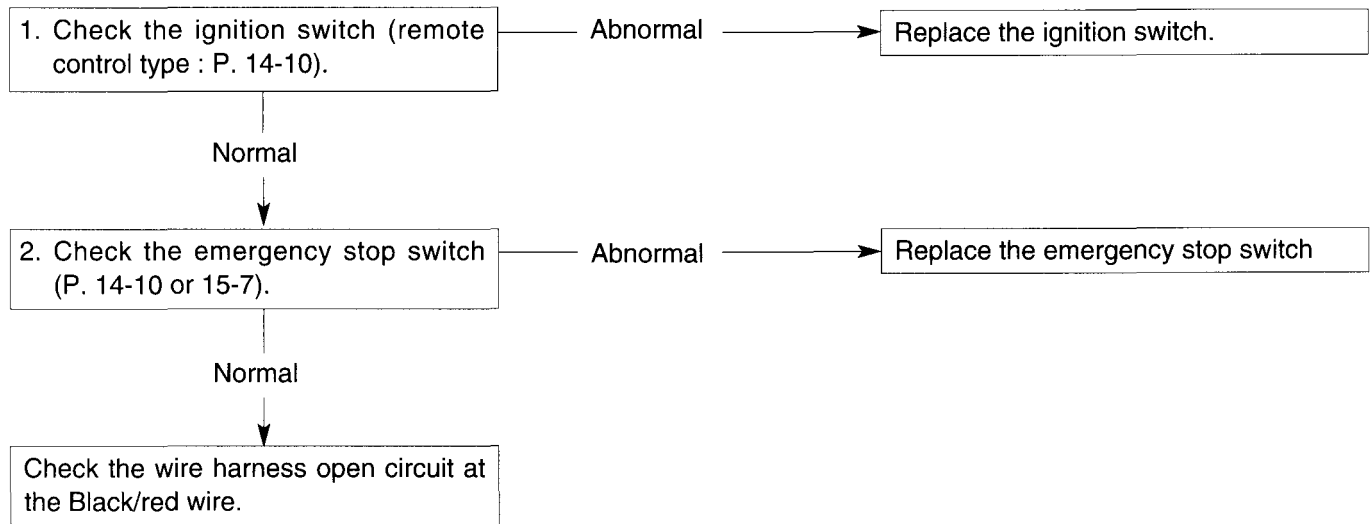 1. Check the ignition switch (remote
control type : P. 14-10).
Abnormal
Replace the ignition switch.
Normal
2. Check the emergency stop switch
(P. 14-10 or 15-7).
Abnormal
Replace the emergency stop switch
Normal
Check the wire harness open circuit at
the Black/red wire.